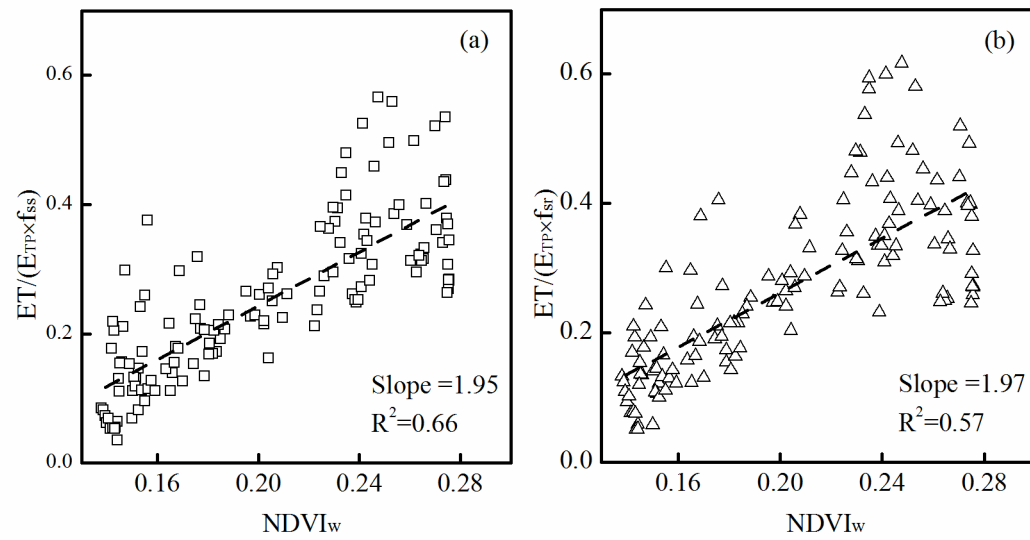 (a)
ET/(ETP×fss)
0.6
0.4
0.2
0.0
Slope =1.95
R²=0.66
0.16 0.20 0.24 0.28
NDVIw
(b)
ET/(ETP×fsr)
0.6
0.4
0.2
0.0
Slope =1.97
R²=0.57
0.16 0.20 0.24 0.28
NDVIw